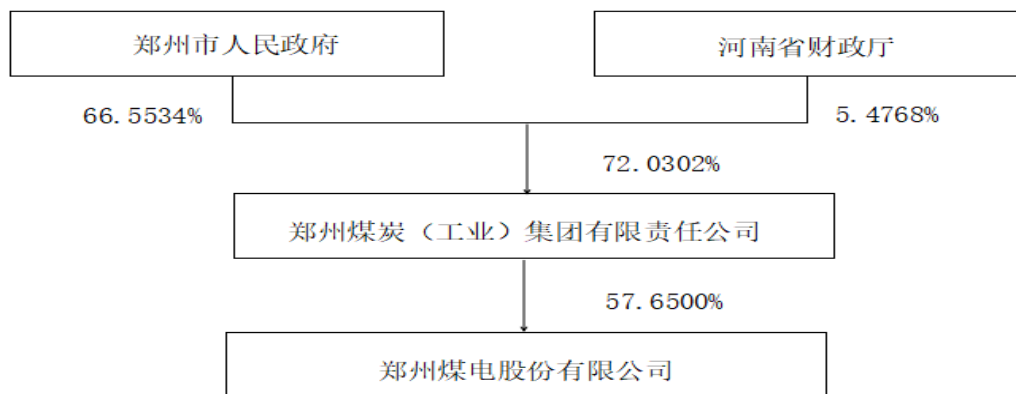 郑州市人民政府
河南省财政厅
66.5534%
5.4768%
72.0302%
郑州煤炭（工业）集团有限责任公司
57.6500%
郑州煤电股份有限公司